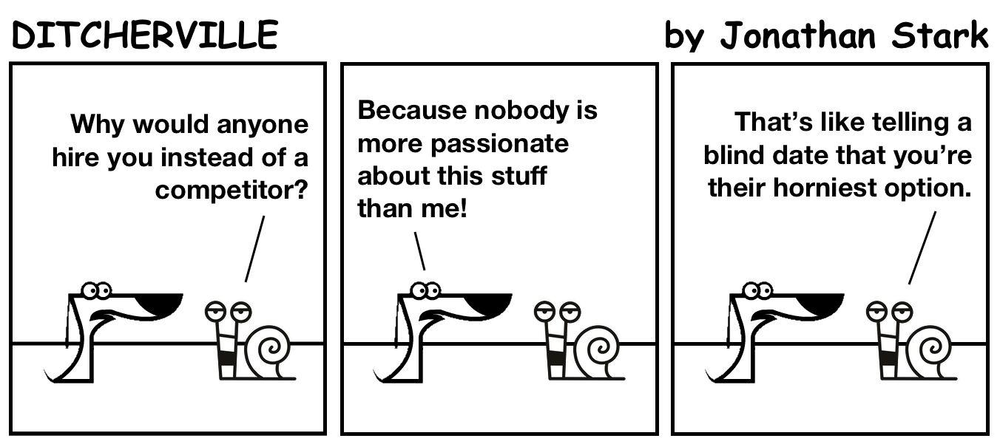 DITCHERVILLE
by Jonathan Stark
Why would anyone
hire you instead of a
competitor?
Because nobody is
more passionate
about this stuff
than me!
That’s like telling a
blind date that you’re
their horniest option.